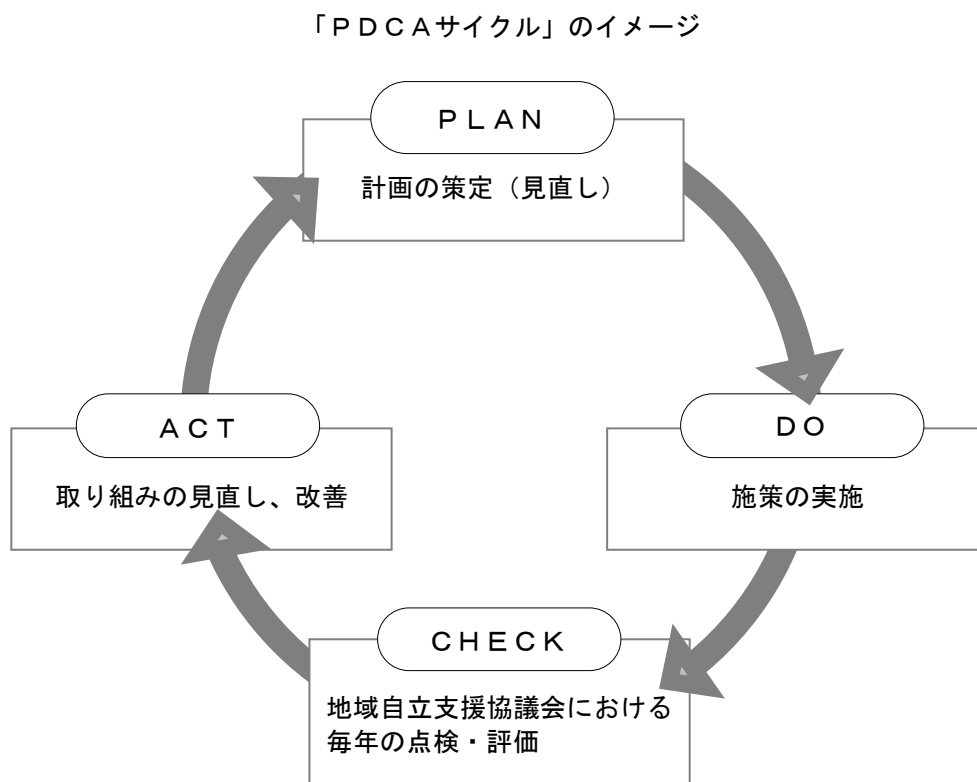 「ＰＤＣＡサイクル」のイメージ
ＰＬＡＮ
計画の策定（見直し）
ＤＯ
施策の実施
ＣＨＥＣＫ
地域自立支援協議会における
毎年の点検・評価
ＡＣＴ
取り組みの見直し、改善